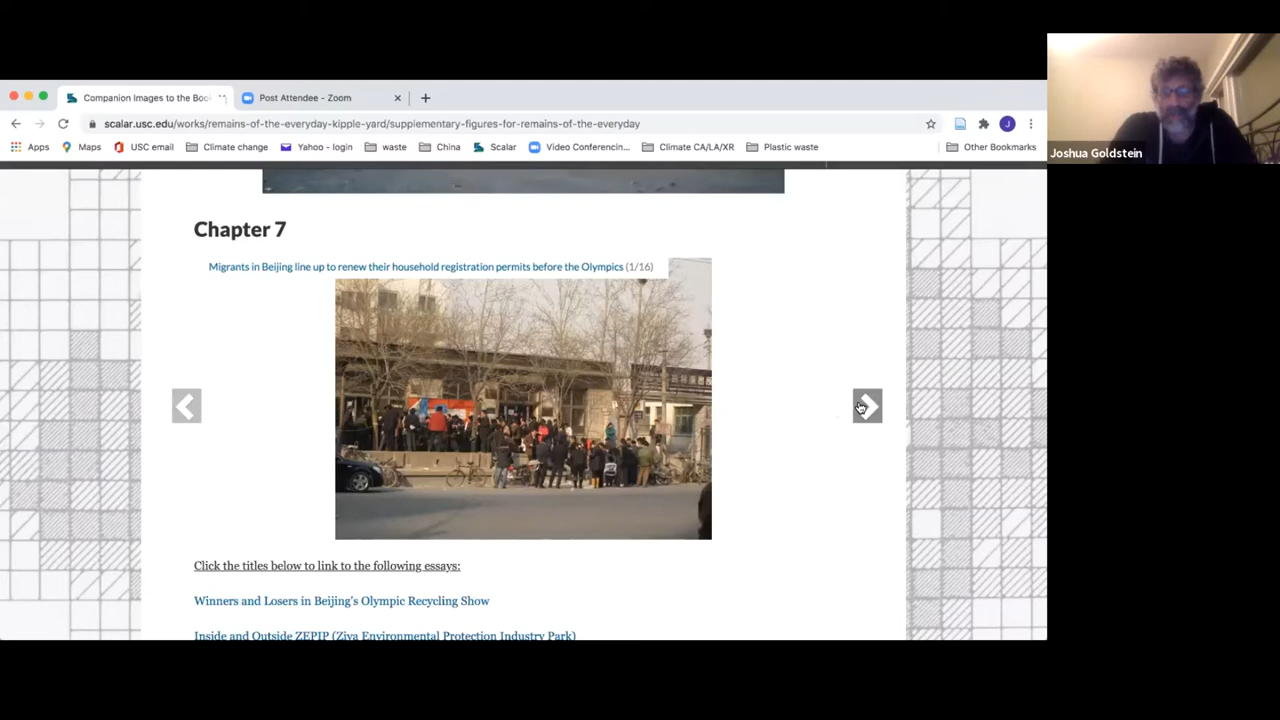 Companion Images to the Boo
Post Attendee - Zoom
scalar.usc.edu/works/remains-of-the-everyday-kipple-yard/supplementary-figures-for-remains-of-the-everyday
J
Apps
Maps
USC email
Climate change
Yahoo - login
waste
China
Scalar
Video Conferencin...
Climate CA/LA/XR
Plastic waste
Other Bookmarks
Joshua Goldstein
Chapter 7
Migrants in Beijing line up to renew their household registration permits before the Olympics (1/16)
Click the titles below to link to the following essays:
Winners and Losers in Beijing's Olympic Recycling Show
Inside and Outside ZEPIP (Ziya Environmental Protection Industry Park)